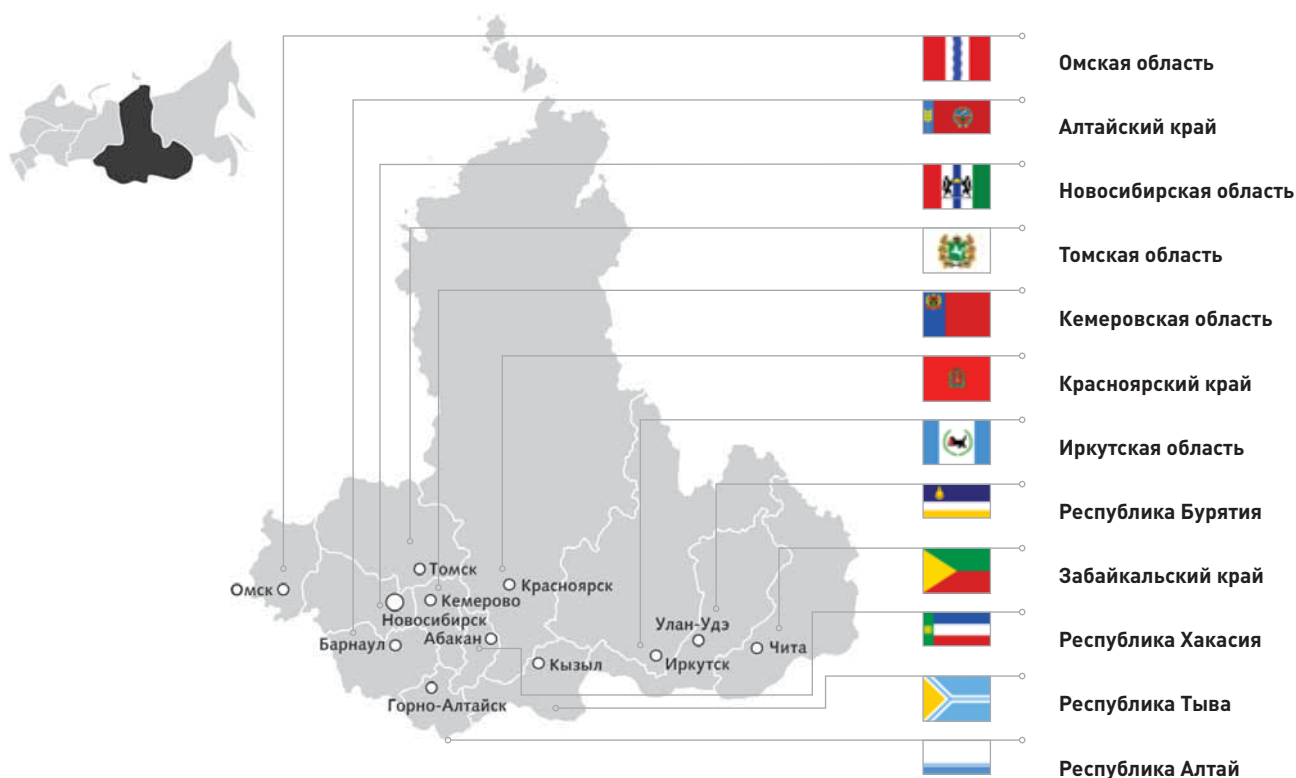 Омская область
Алтайский край
Новосибирская область
Томская область
Кемеровская область
Красноярский край
Иркутская область
Республика Бурятия
Забайкальский край
Республика Хакасия
Республика Тыва
Республика Алтай
Томск
Омск
Красноярск
Кемерово
Новосибирск
Абакан
Барнаул
Улан-Удэ
Чита
Иркутск
Кызыл
Горно-Алтайск